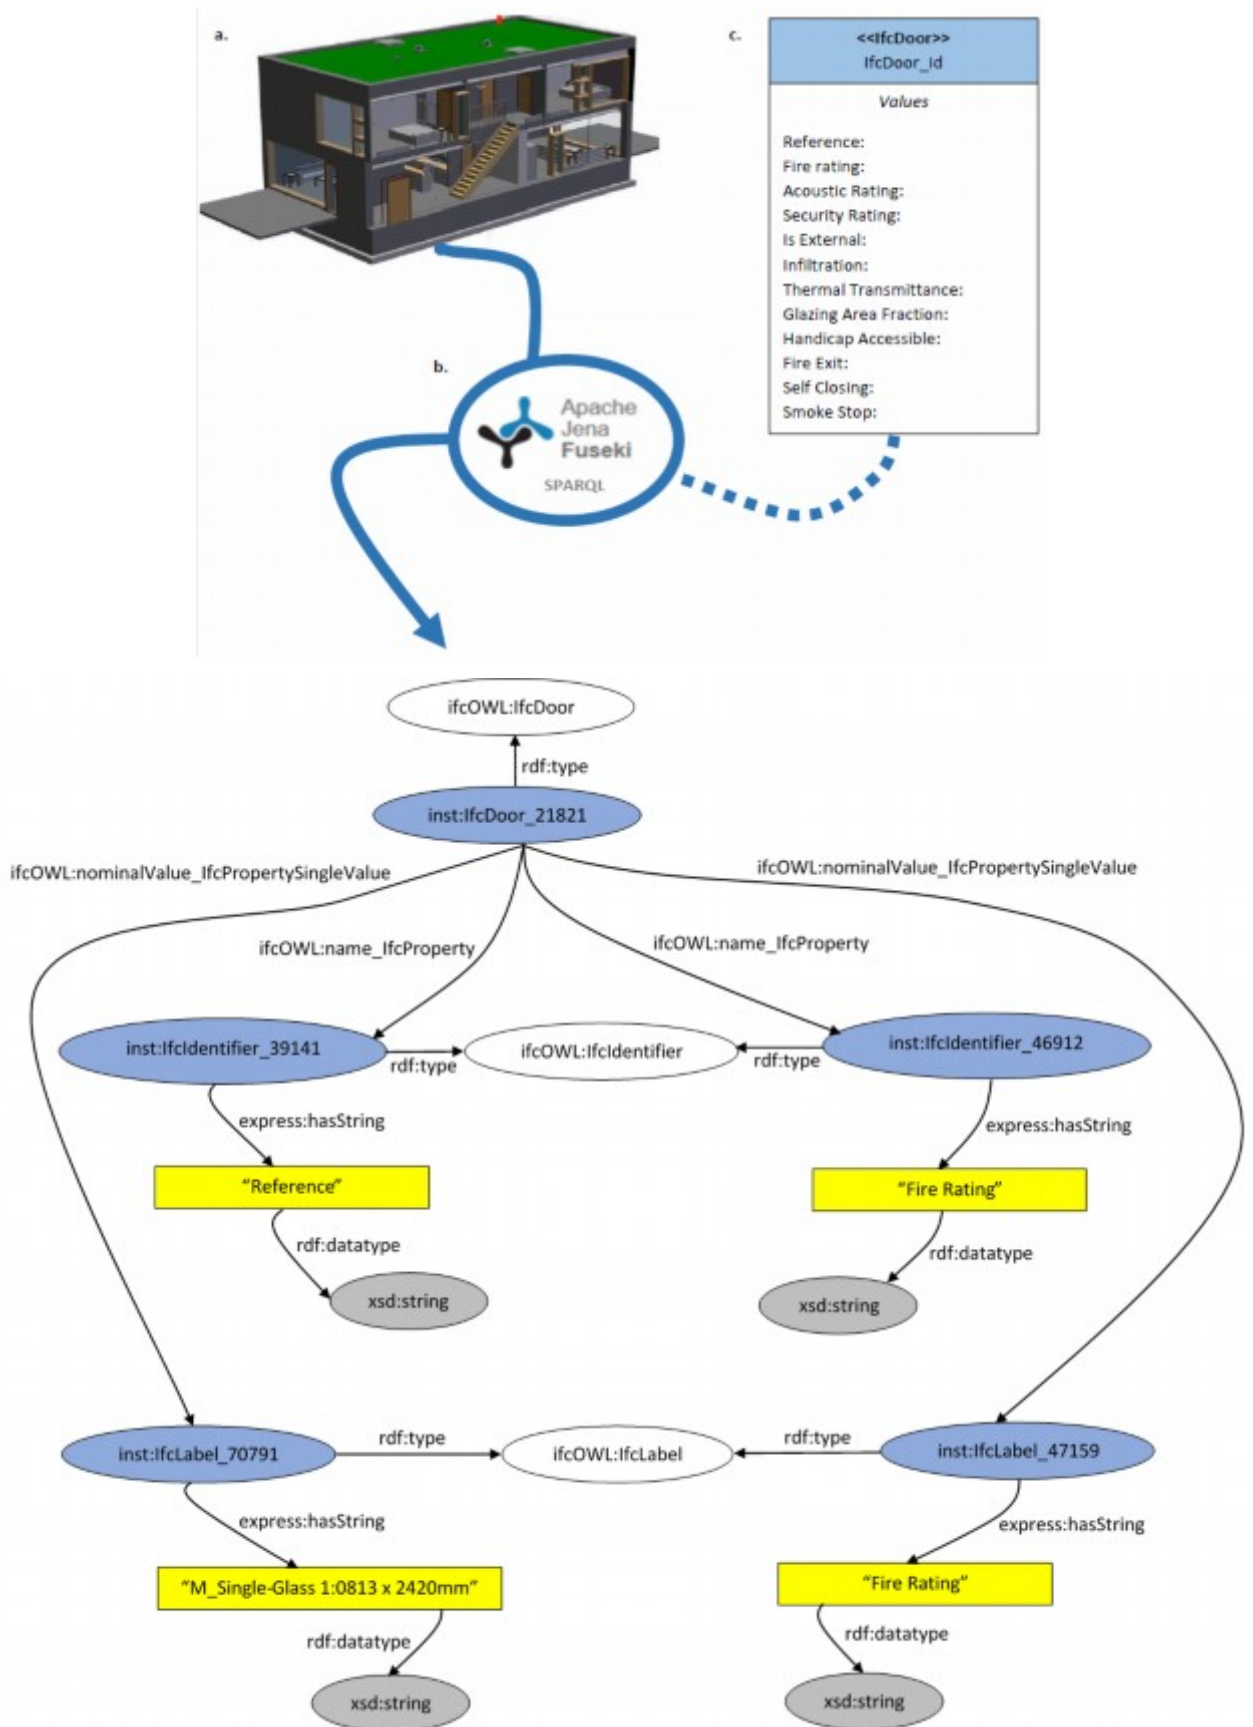 a.
c.
<<IfcDoor>>
IfcDoor_Id
Values
Reference:
Fire rating:
Acoustic Rating:
Security Rating:
Is External:
Infiltration:
Thermal Transmittance:
Glazing Area Fraction:
Handicap Accessible:
Fire Exit:
Self Closing:
Smoke Stop:
b.
Apache
Jena
Fuseki
SPARQL
ifcOWL:IfcDoor
rdf:type
inst:IfcDoor_21821
ifcOWL:nominalValue_IfcPropertySingleValue
ifcOWL:nominalValue_IfcPropertySingleValue
ifcOWL:name_IfcProperty
ifcOWL:name_IfcProperty
inst:IfcIdentifier_39141
rdf:type
ifcOWL:IfcIdentifier
rdf:type
inst:IfcIdentifier_46912
express:hasString
express:hasString
“Reference”
“Fire Rating”
rdf:datatype
rdf:datatype
xsd:string
xsd:string
inst:IfcLabel_70791
rdf:type
ifcOWL:IfcLabel
rdf:type
inst:IfcLabel_47159
express:hasString
express:hasString
“M_Single-Glass 1:0813 x 2420mm”
“Fire Rating”
rdf:datatype
rdf:datatype
xsd:string
xsd:string